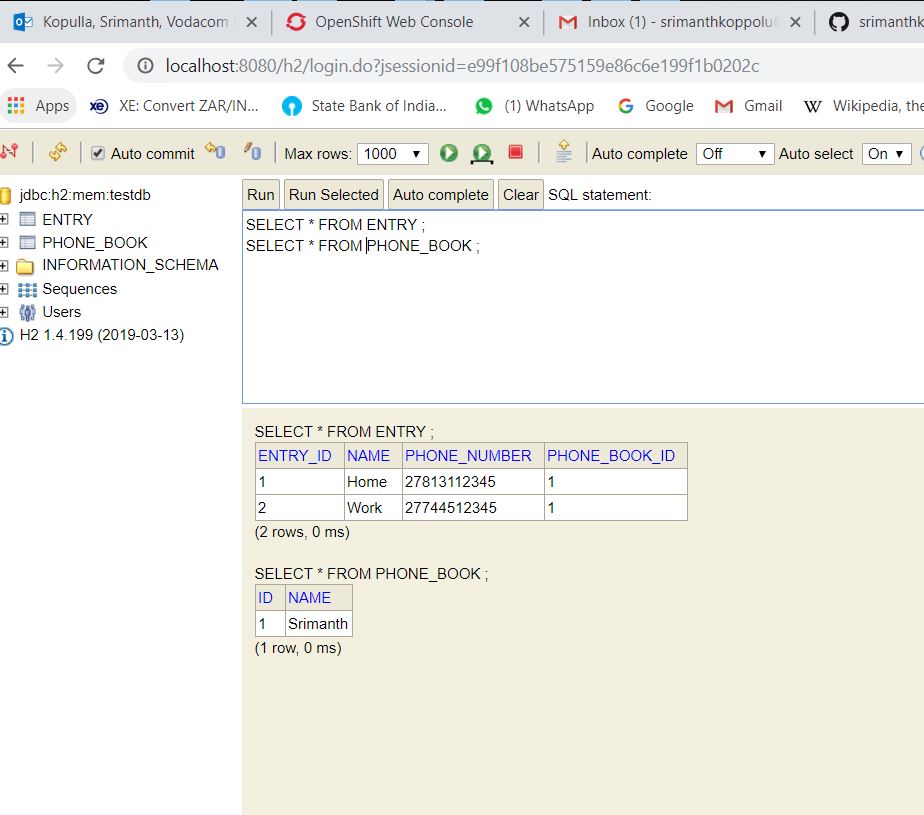 Kopulla, Srimanth, Vodacom OpenShift Web Console Inbox (1) - srimanthkoppolu srimanthk
localhost:8080/h2/login.do?jsessionid=e99f108be575159e86c6e199f1b0202c
Apps XE: Convert ZAR/IN... State Bank of India... (1) WhatsApp Google Gmail Wikipedia, the
Auto commit Max rows: 1000 Auto complete Off Auto select On
jdbc:h2:mem:testdb
ENTRY
PHONE_BOOK
INFORMATION_SCHEMA
Sequences
Users
H2 1.4.199 (2019-03-13)
Run Run Selected Auto complete Clear SQL statement:
SELECT * FROM ENTRY ;
SELECT * FROM PHONE_BOOK ;
SELECT * FROM ENTRY ;
ENTRY_ID NAME PHONE_NUMBER PHONE_BOOK_ID
1 Home 27813112345 1
2 Work 27744512345 1
(2 rows, 0 ms)
SELECT * FROM PHONE_BOOK ;
ID NAME
1 Srimanth
(1 row, 0 ms)